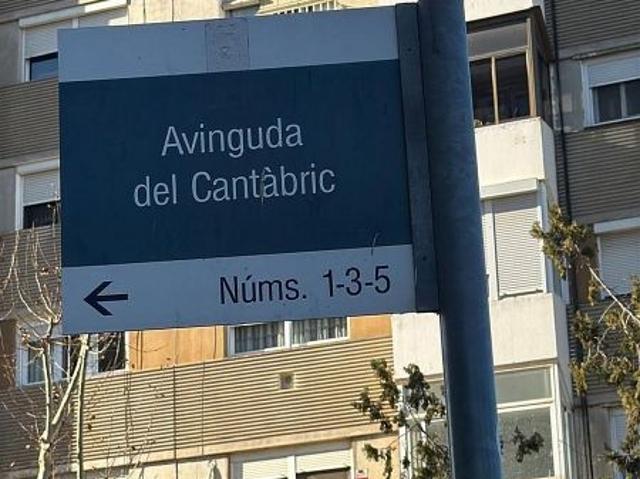 Avinguda
del Cantàbric
← Núms. 1-3-5